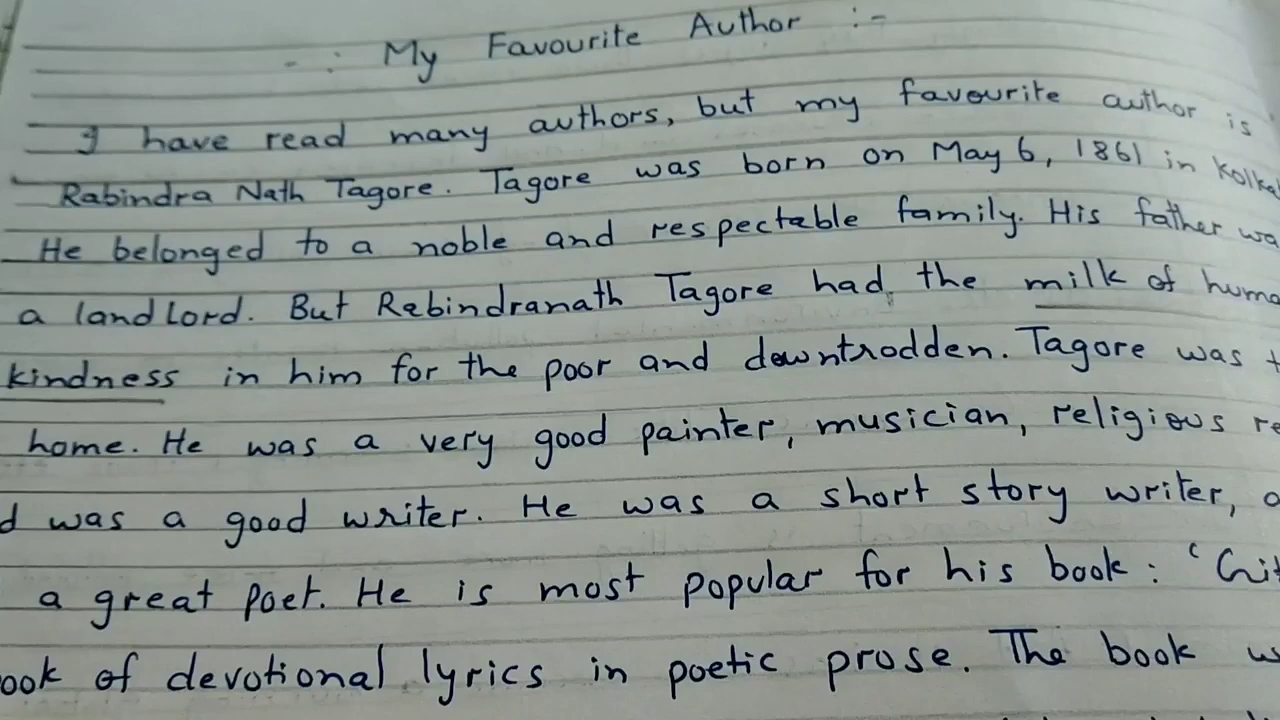 -: My Favourite Author :-
I have read many authors, but my favourite author is
Rabindra Nath Tagore. Tagore was born on May 6, 1861 in
He belonged to a noble and respectable family. His father
a landlord. But Rabindranath Tagore had the milk of
kindness in him for the poor and downtrodden. Tagore was
home. He was a very good painter, musician, religious
was a good writer. He was a short story writer,
a great poet. He is most popular for his book :
of devotional lyrics in poetic prose. The book